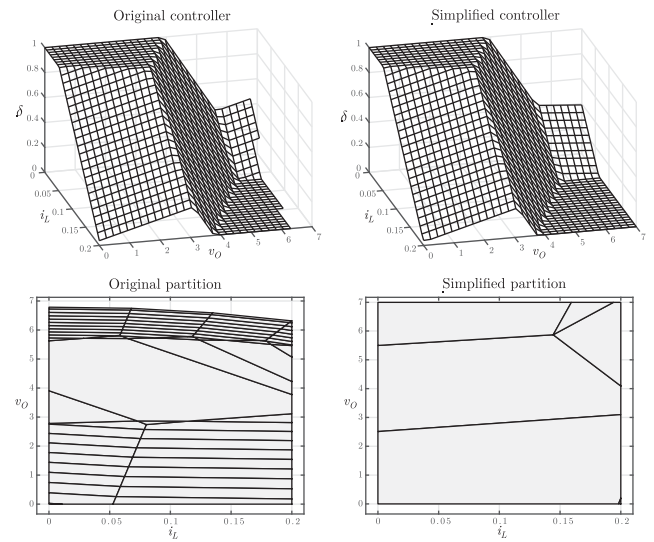 Original controller
Simplified controller
1
0.8
0.6
0.4
0.2
0
δ
0
0.05
0.1
0.15
0.2
i_L
0 1 2 3 4 5 6 7
v_O
1
0.8
0.6
0.4
0.2
0
δ
0
0.05
0.1
0.15
0.2
i_L
0 1 2 3 4 5 6 7
v_O
Original partition
Simplified partition
7
6
5
4
3
2
1
0
v_O
0 0.05 0.1 0.15 0.2
i_L
7
6
5
4
3
2
1
0
v_O
0 0.05 0.1 0.15 0.2
i_L